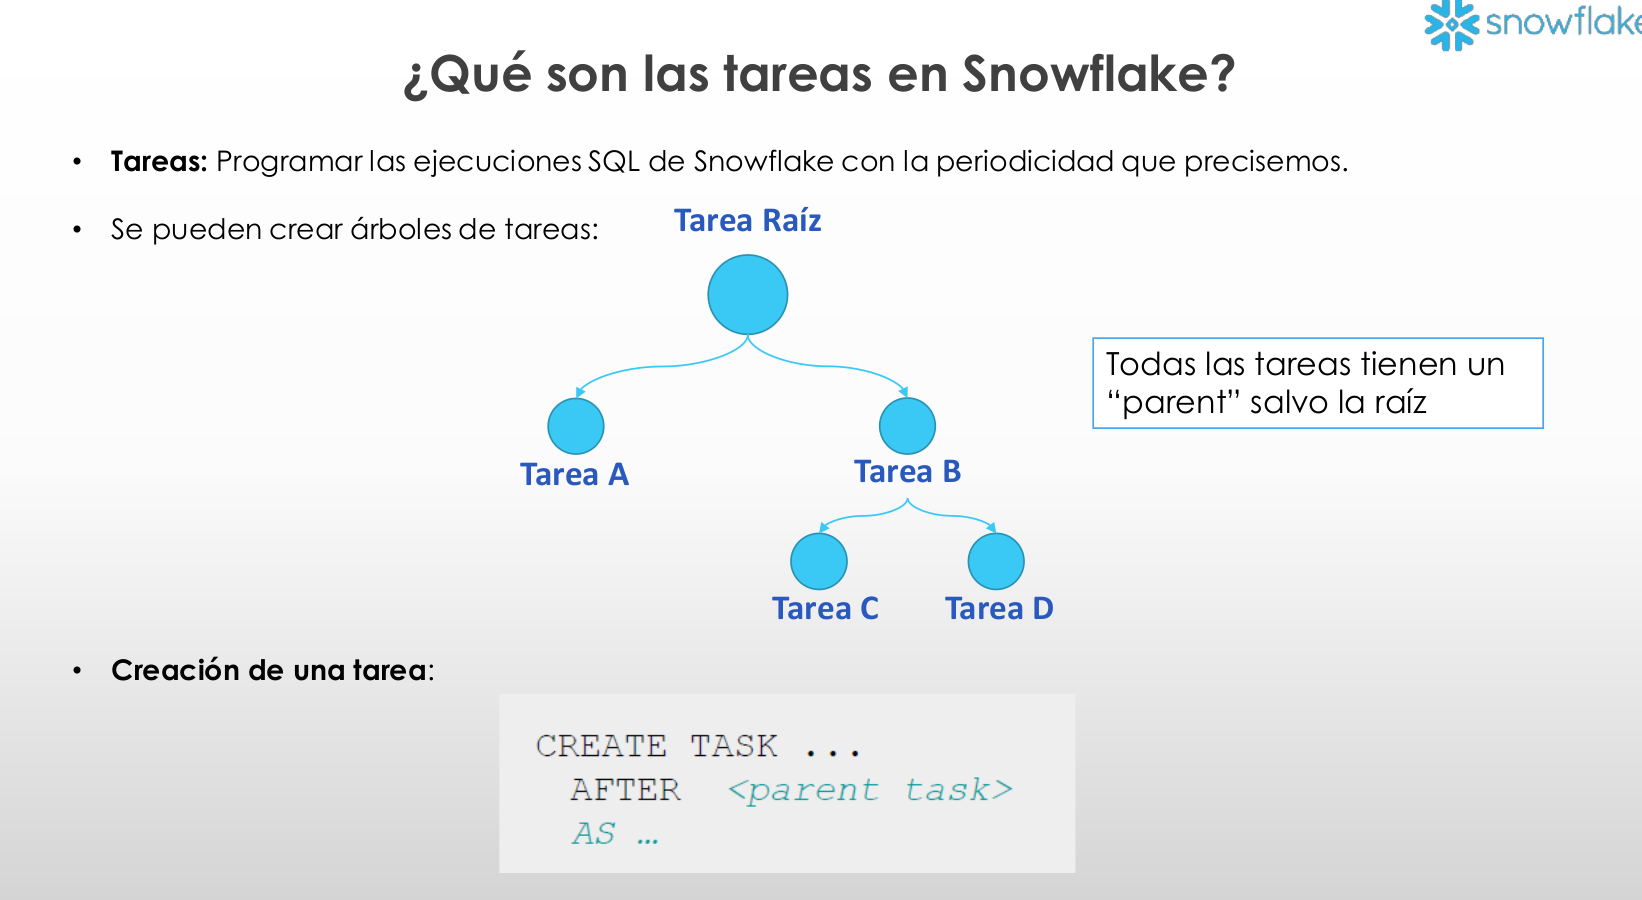 snowflake
¿Qué son las tareas en Snowflake?
• Tareas: Programar las ejecuciones SQL de Snowflake con la periodicidad que precisemos.
• Se pueden crear árboles de tareas:
Tarea Raíz
Todas las tareas tienen un
“parent” salvo la raíz
Tarea A
Tarea B
Tarea C
Tarea D
• Creación de una tarea:
CREATE TASK ...
AFTER <parent task>
AS …